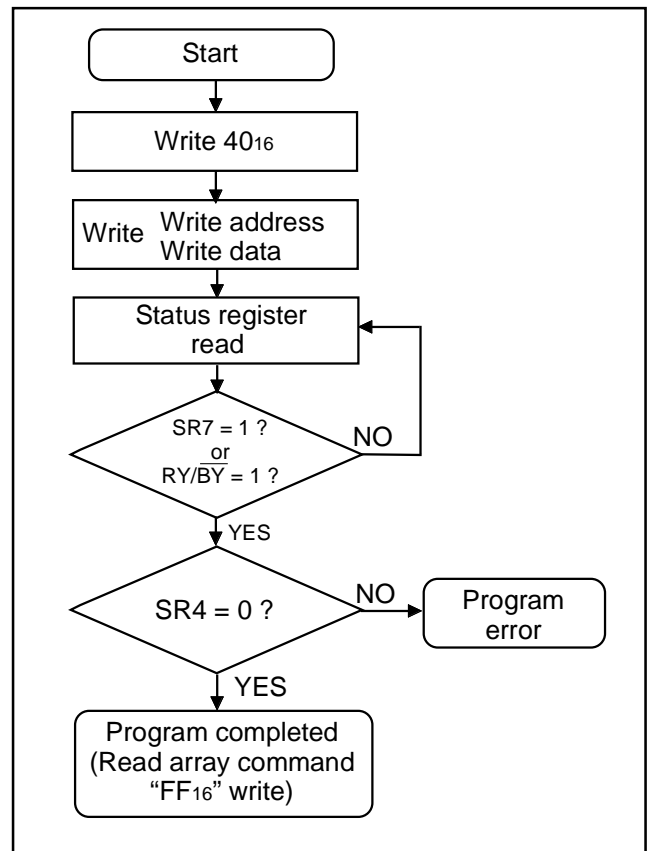 Start
Write 40₁₆
Write Write address
Write data
Status register
read
SR7 = 1 ?
or
RY/B̅Y̅ = 1 ?
NO
YES
SR4 = 0 ?
NO
Program
error
YES
Program completed
(Read array command
“FF₁₆” write)